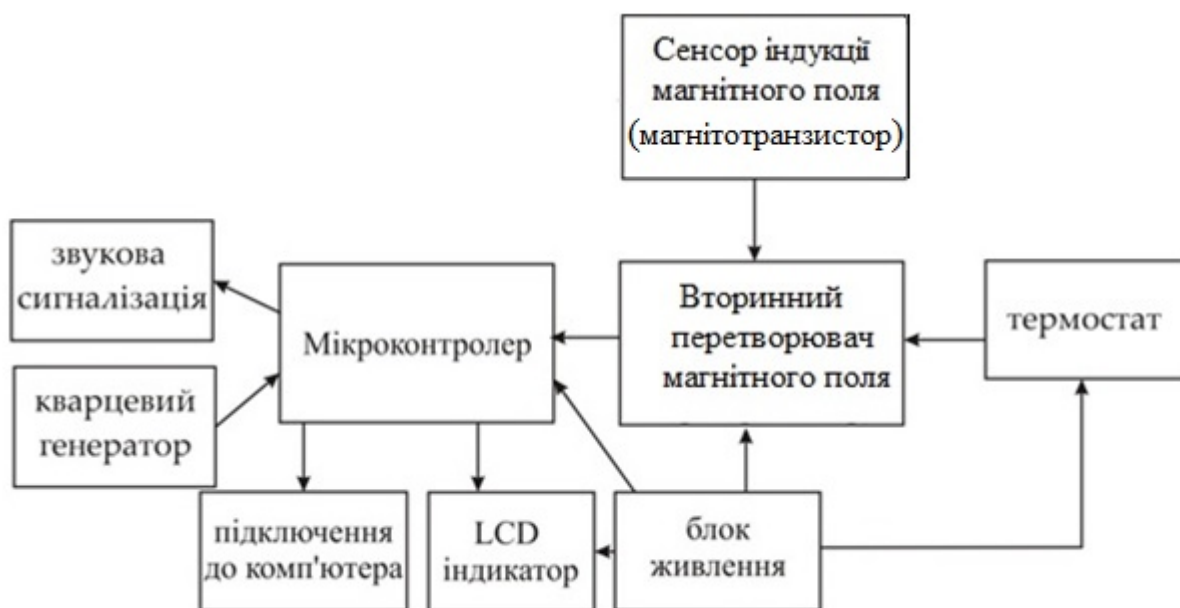 Сенсор індукції
магнітного поля
(магнітотранзистор)
звукова
сигналізація
Мікроконтролер
Вторинний
перетворювач
магнітного поля
термостат
кварцевий
генератор
підключення
до комп'ютера
LCD
індикатор
блок
живлення